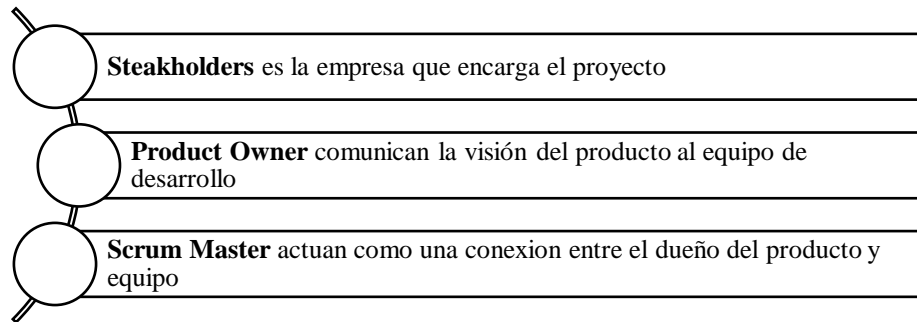 Steakholders es la empresa que encarga el proyecto
Product Owner comunican la visión del producto al equipo de
desarrollo
Scrum Master actuan como una conexion entre el dueño del producto y
equipo